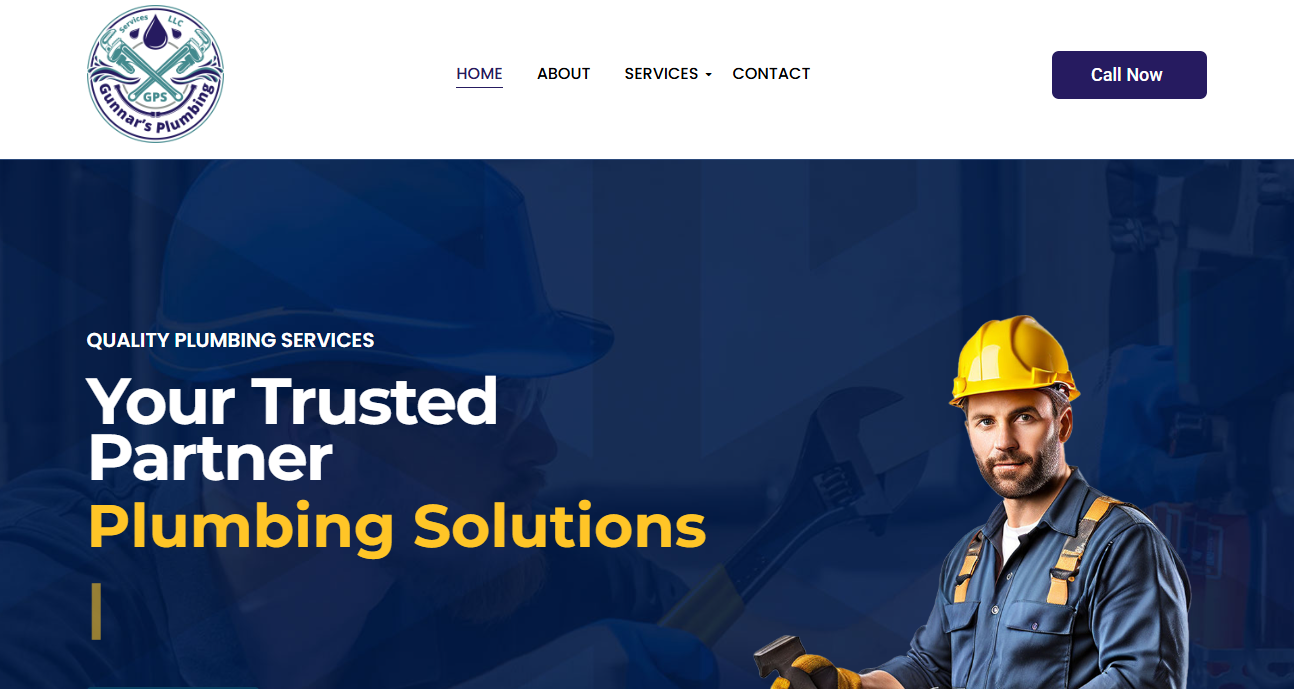 Services LLC
GPS
Gunnar's Plumbing
HOME ABOUT SERVICES CONTACT
Call Now
QUALITY PLUMBING SERVICES
Your Trusted
Partner
Plumbing Solutions